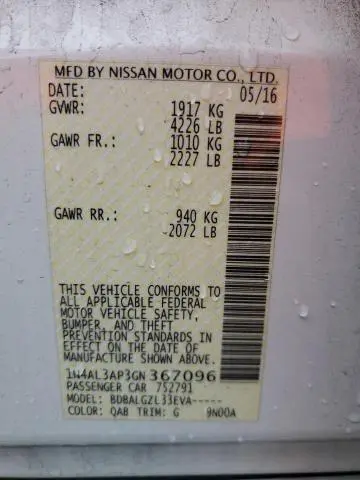 MFD BY NISSAN MOTOR CO., LTD.
DATE: 05/16
GVWR: 1917 KG
4226 LB
GAWR FR.: 1010 KG
2227 LB
GAWR RR.: 940 KG
2072 LB
THIS VEHICLE CONFORMS TO
ALL APPLICABLE FEDERAL
MOTOR VEHICLE SAFETY,
BUMPER, AND THEFT
PREVENTION STANDARDS
IN EFFECT ON THE DATE OF
MANUFACTURE SHOWN ABOVE.
1N4AL3AP3GN367096
PASSENGER CAR 752791
MODEL: BDBALGZL33EVA-----
COLOR: QAB TRIM: G 9N00A